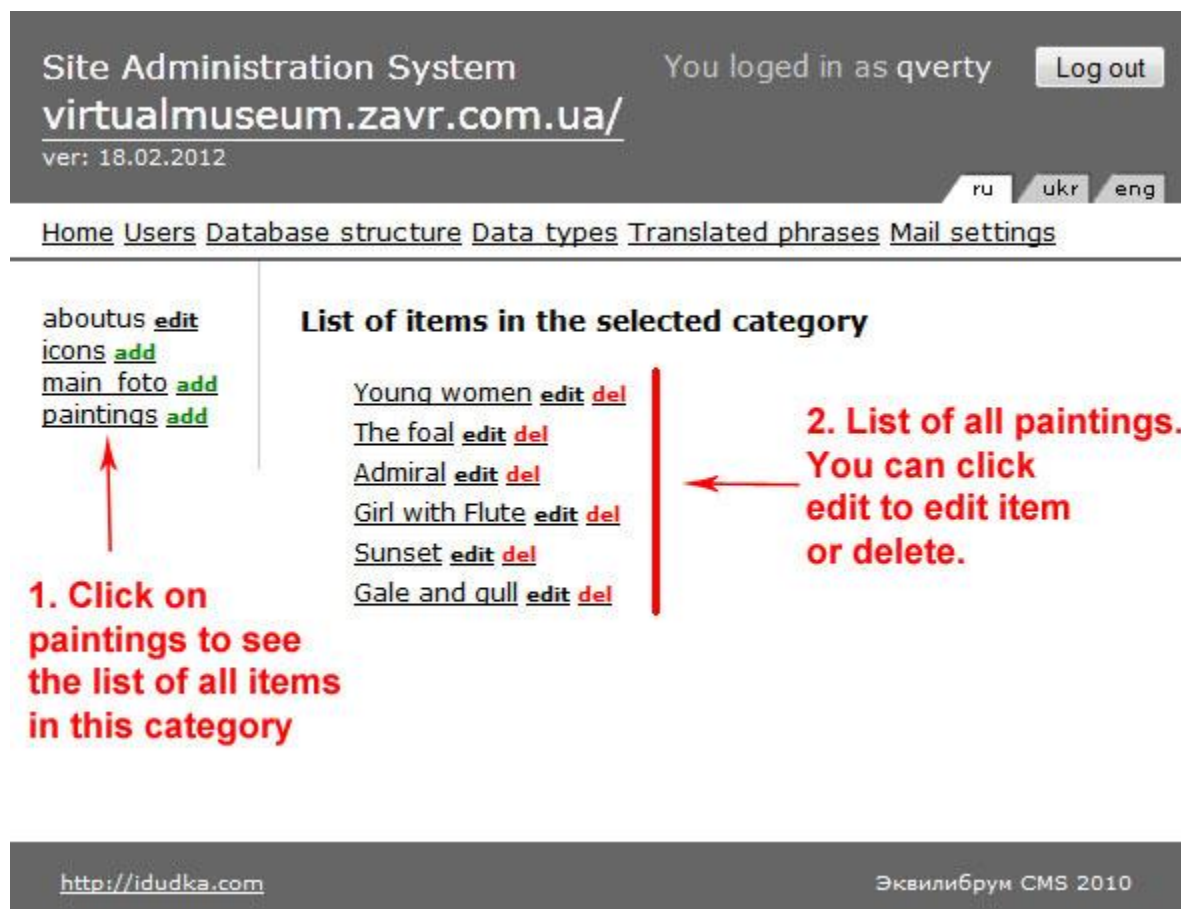 Site Administration System
You loged in as qverty
Log out
virtualmuseum.zavr.com.ua/
ver: 18.02.2012
ru ukr eng
Home Users Database structure Data types Translated phrases Mail settings
aboutus edit
icons add
main_foto add
paintings add
1. Click on
paintings to see
the list of all items
in this category
List of items in the selected category
Young women edit del
The foal edit del
Admiral edit del
Girl with Flute edit del
Sunset edit del
Gale and gull edit del
2. List of all paintings.
You can click
edit to edit item
or delete.
http://idudka.com
Эквилибрум CMS 2010